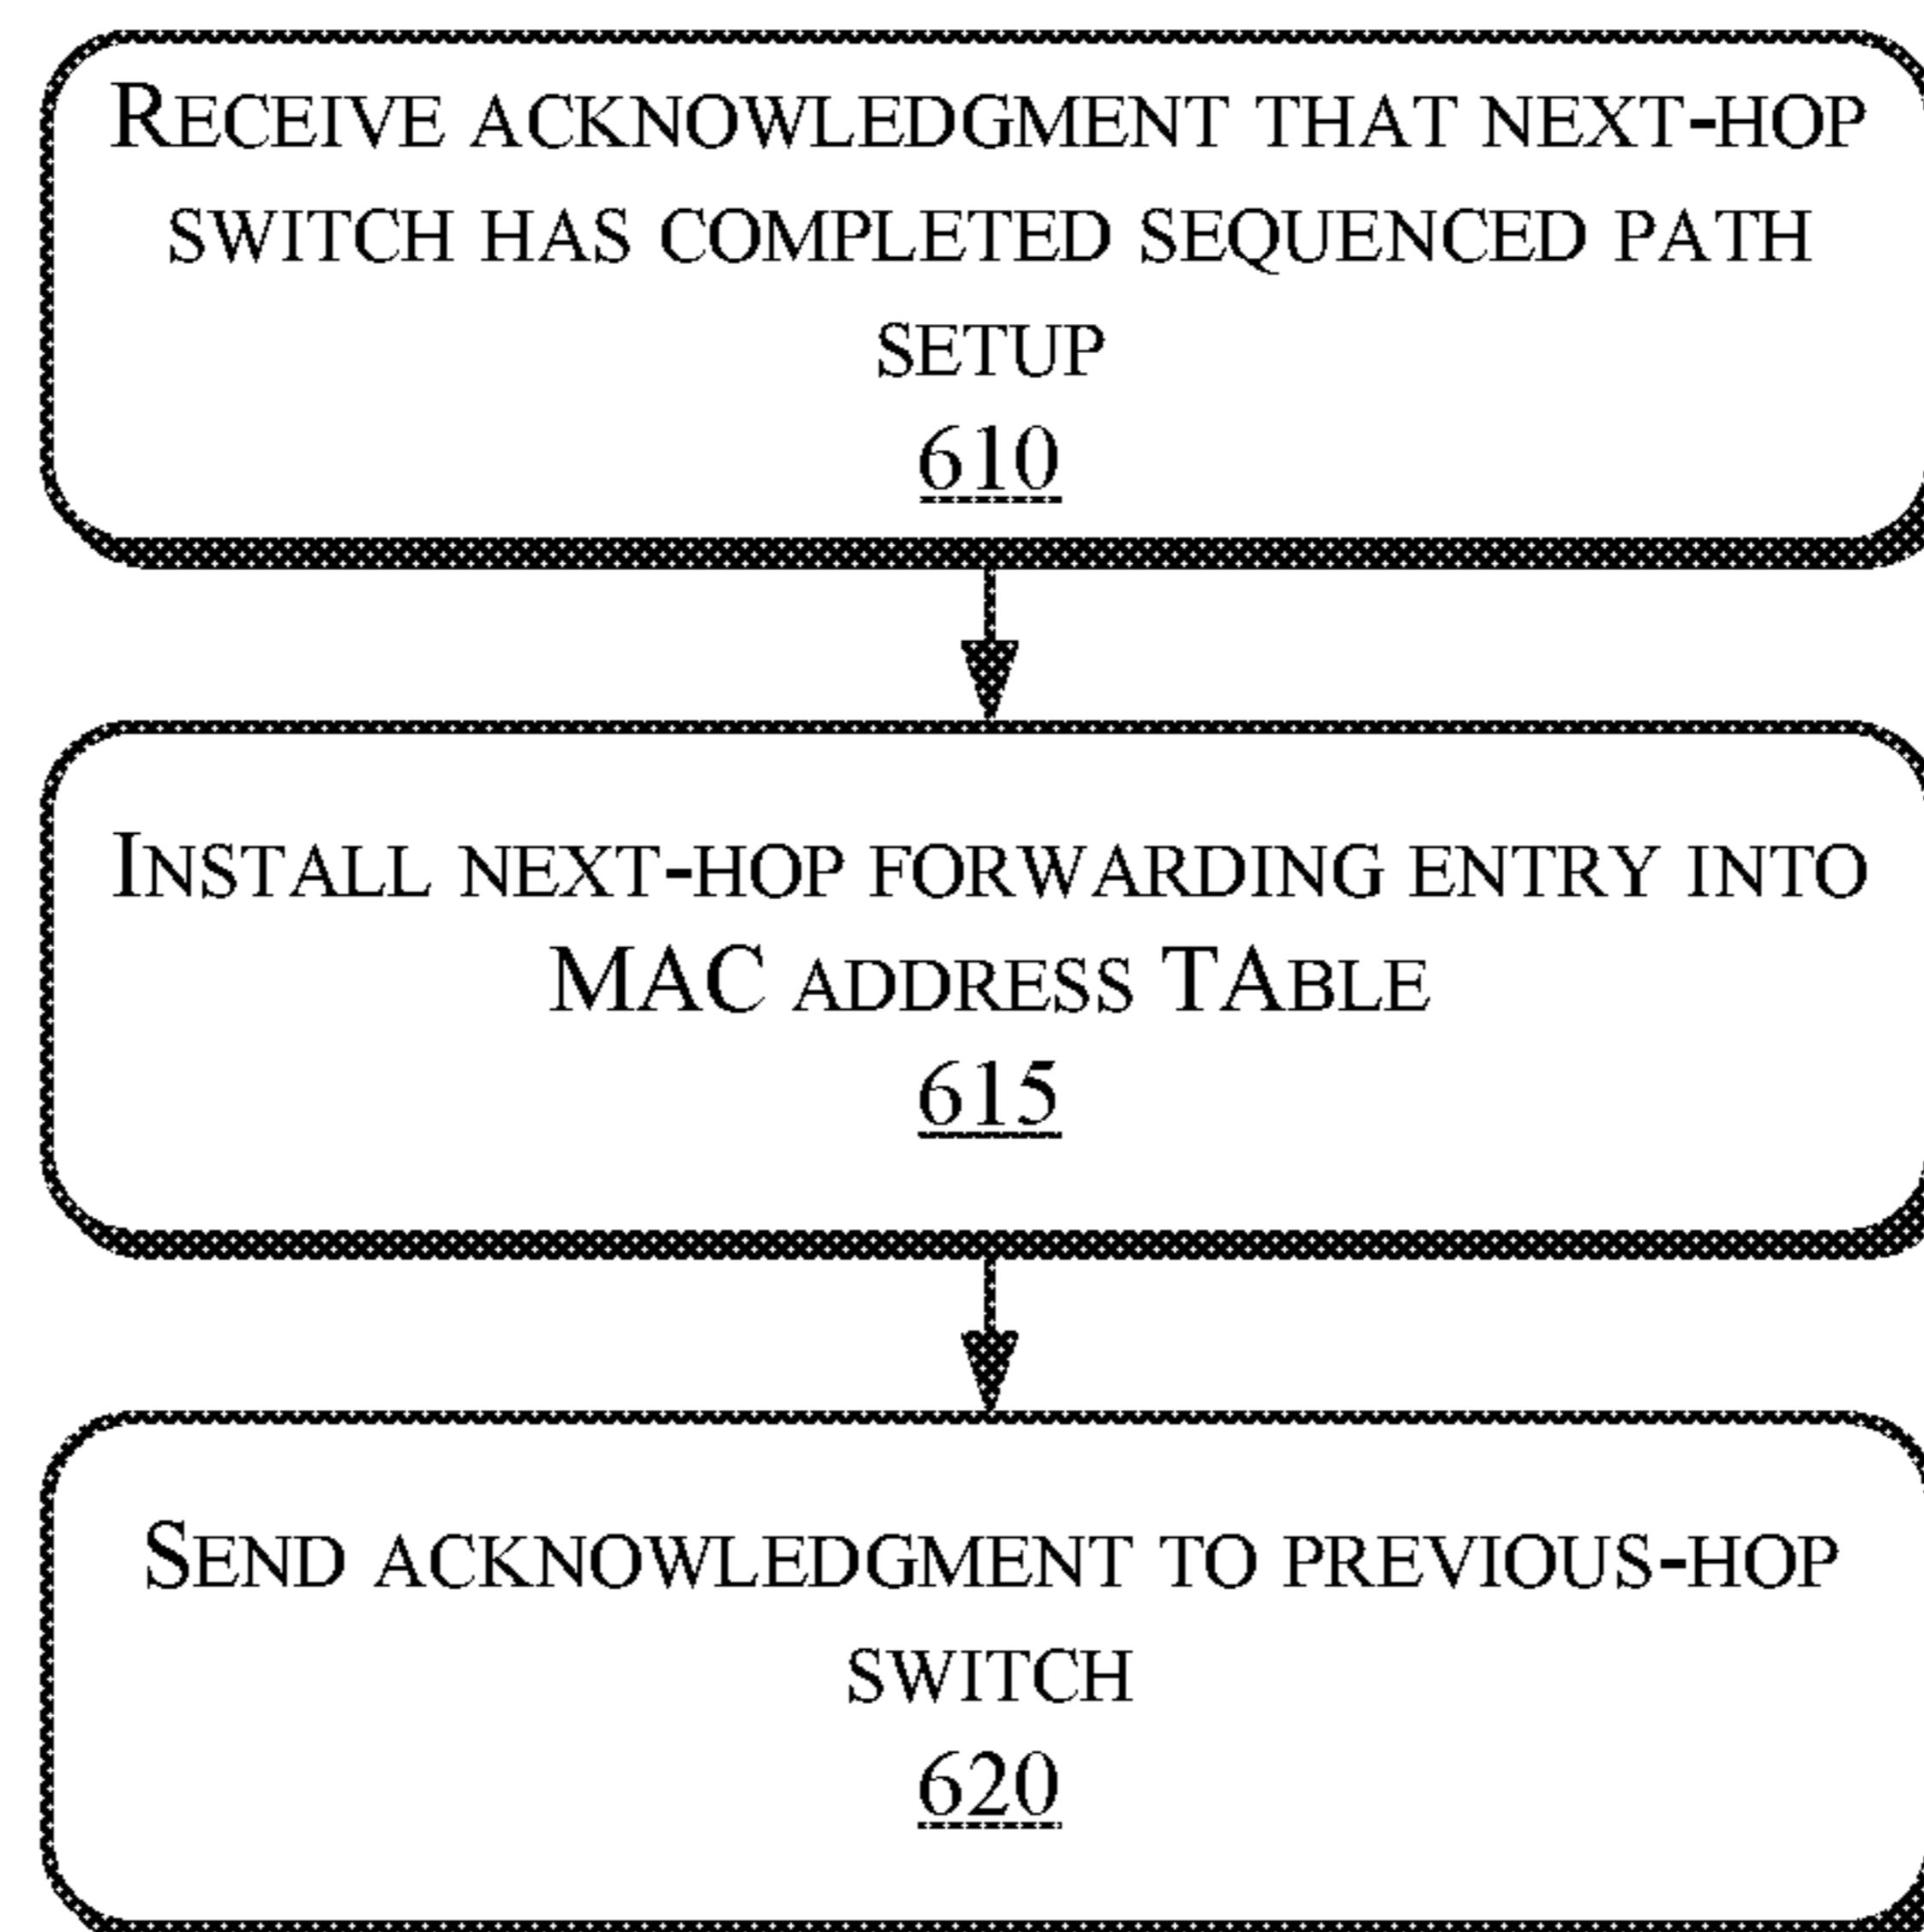 RECEIVE ACKNOWLEDGMENT THAT NEXT-HOP
SWITCH HAS COMPLETED SEQUENCED PATH
SETUP
610
INSTALL NEXT-HOP FORWARDING ENTRY INTO
MAC ADDRESS TABLE
615
SEND ACKNOWLEDGMENT TO PREVIOUS-HOP
SWITCH
620